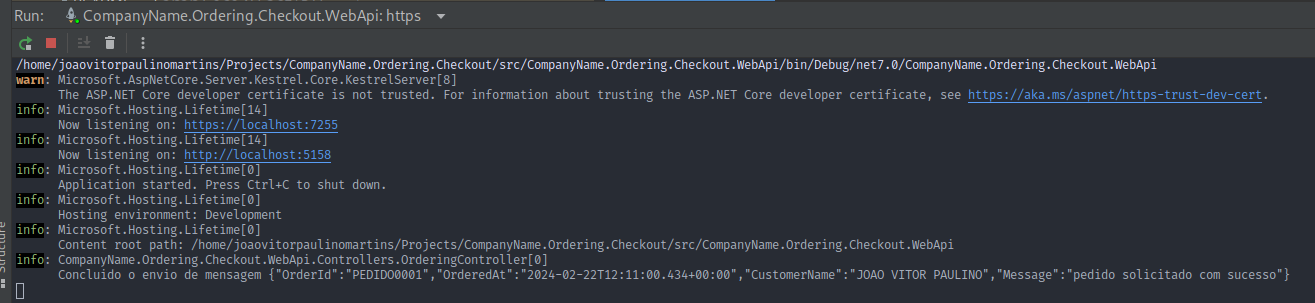 Run: CompanyName.Ordering.Checkout.WebApi: https
/home/joaovitorpaulinomartins/Projects/CompanyName.Ordering.Checkout/src/CompanyName.Ordering.Checkout.WebApi/bin/Debug/net7.0/CompanyName.Ordering.Checkout.WebApi
warn: Microsoft.AspNetCore.Server.Kestrel.Core.KestrelServer[8]
The ASP.NET Core developer certificate is not trusted. For information about trusting the ASP.NET Core developer certificate, see https://aka.ms/aspnet/https-trust-dev-cert.
info: Microsoft.Hosting.Lifetime[14]
Now listening on: https://localhost:7255
info: Microsoft.Hosting.Lifetime[14]
Now listening on: http://localhost:5158
info: Microsoft.Hosting.Lifetime[0]
Application started. Press Ctrl+C to shut down.
info: Microsoft.Hosting.Lifetime[0]
Hosting environment: Development
info: Microsoft.Hosting.Lifetime[0]
Content root path: /home/joaovitorpaulinomartins/Projects/CompanyName.Ordering.Checkout/src/CompanyName.Ordering.Checkout.WebApi
info: CompanyName.Ordering.Checkout.WebApi.Controllers.OrderingController[0]
Concluido o envio de mensagem {"OrderId":"PEDIDO0001","OrderedAt":"2024-02-22T12:11:00.434+00:00","CustomerName":"JOAO VITOR PAULINO","Message":"pedido solicitado com sucesso"}
Structure